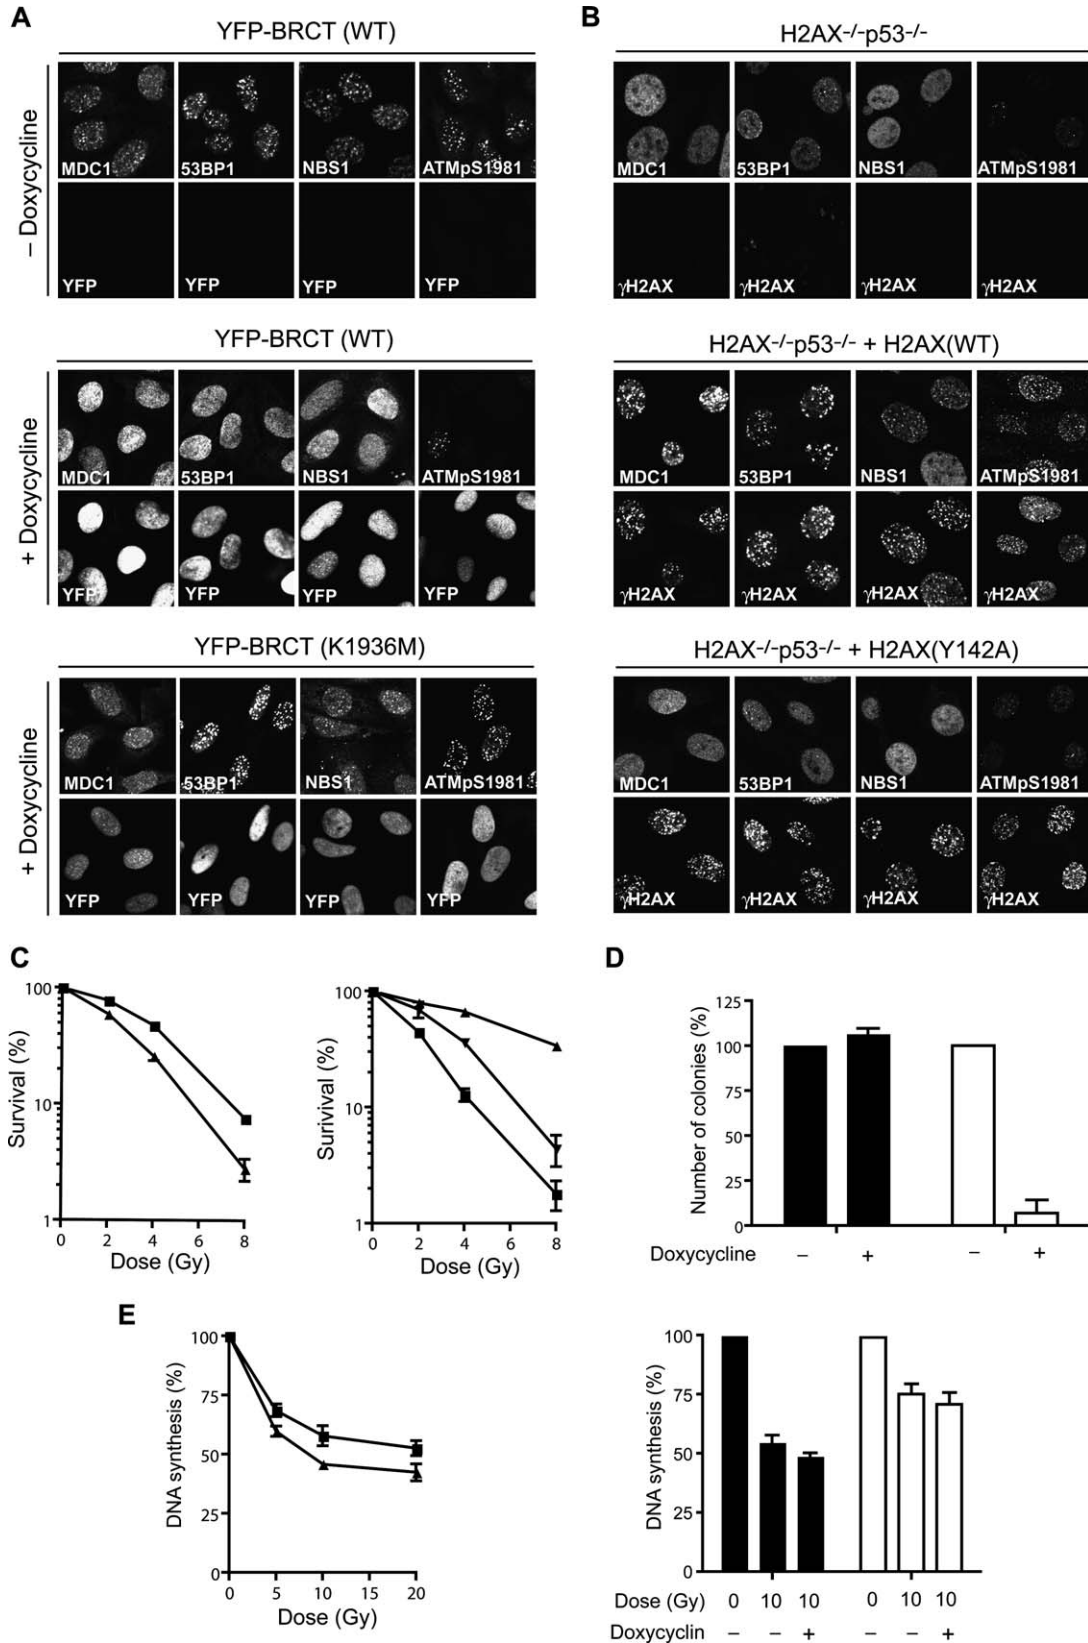 A
YFP-BRCT (WT)
– Doxycycline
MDC1 53BP1 NBS1 ATMpS1981
YFP YFP YFP YFP
YFP-BRCT (WT)
+ Doxycycline
MDC1 53BP1 NBS1 ATMpS1981
YFP YFP YFP YFP
YFP-BRCT (K1936M)
+ Doxycycline
MDC1 53BP1 NBS1 ATMpS1981
YFP YFP YFP YFP
B
H2AX-/-p53-/-
MDC1 53BP1 NBS1 ATMpS1981
γH2AX γH2AX γH2AX γH2AX
H2AX-/-p53-/- + H2AX(WT)
MDC1 53BP1 NBS1 ATMpS1981
γH2AX γH2AX γH2AX γH2AX
H2AX-/-p53-/- + H2AX(Y142A)
MDC1 53BP1 NBS1 ATMpS1981
γH2AX γH2AX γH2AX γH2AX
C
Survival (%)
100
10
1
0 2 4 6 8
Dose (Gy)
Surivival (%)
100
10
1
0 2 4 6 8
Dose (Gy)
D
Number of colonies (%)
125
100
75
50
25
0
Doxycycline – + – +
E
DNA synthesis (%)
100
75
50
25
0
0 5 10 15 20
Dose (Gy)
DNA synthesis (%)
100
75
50
25
0
Dose (Gy) 0 10 10 0 10 10
Doxycyclin – – + – – +